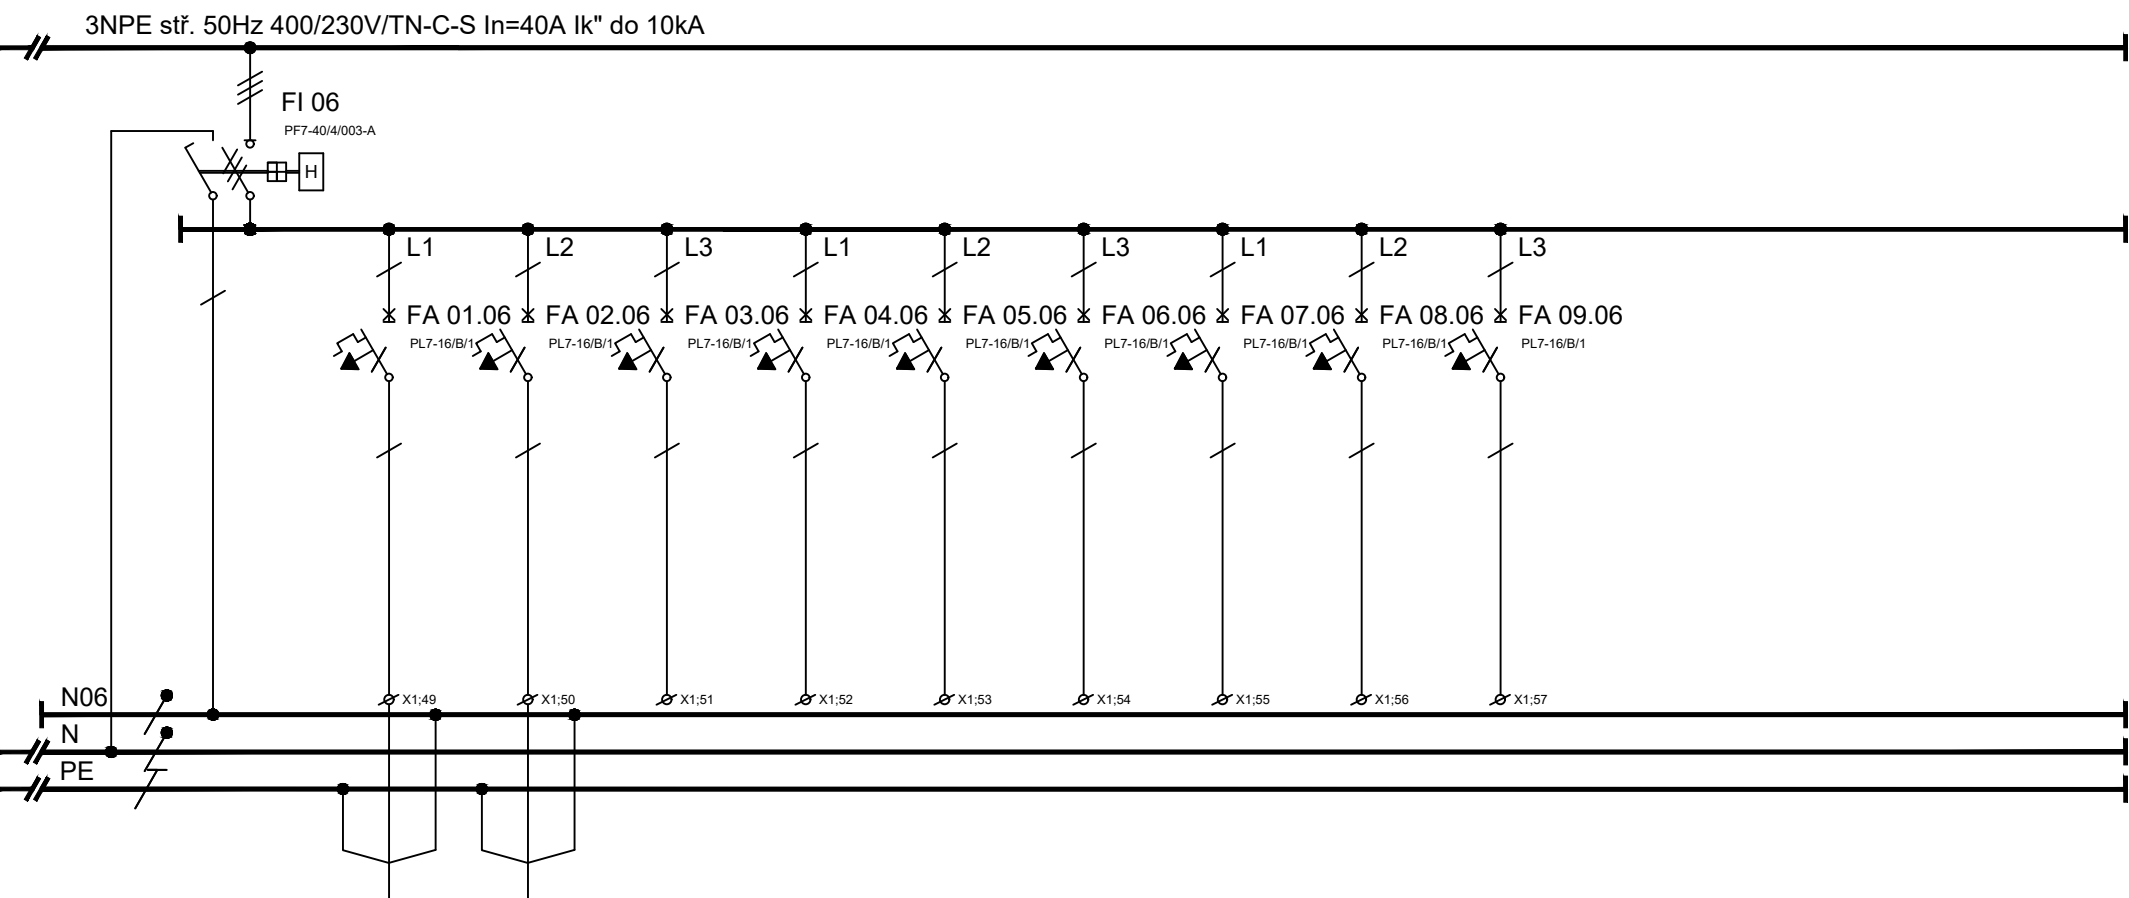 3NPE stř. 50Hz 400/230V/TN-C-S In=40A Ik" do 10kA
FI 06
PF7-40/4/003-A
H
L1 L2 L3 L1 L2 L3 L1 L2 L3
FA 01.06 FA 02.06 FA 03.06 FA 04.06 FA 05.06 FA 06.06 FA 07.06 FA 08.06 FA 09.06
PL7-16/B/1 PL7-16/B/1 PL7-16/B/1 PL7-16/B/1 PL7-16/B/1 PL7-16/B/1 PL7-16/B/1 PL7-16/B/1 PL7-16/B/1
N06 X1;49 X1;50 X1;51 X1;52 X1;53 X1;54 X1;55 X1;56 X1;57
N
PE